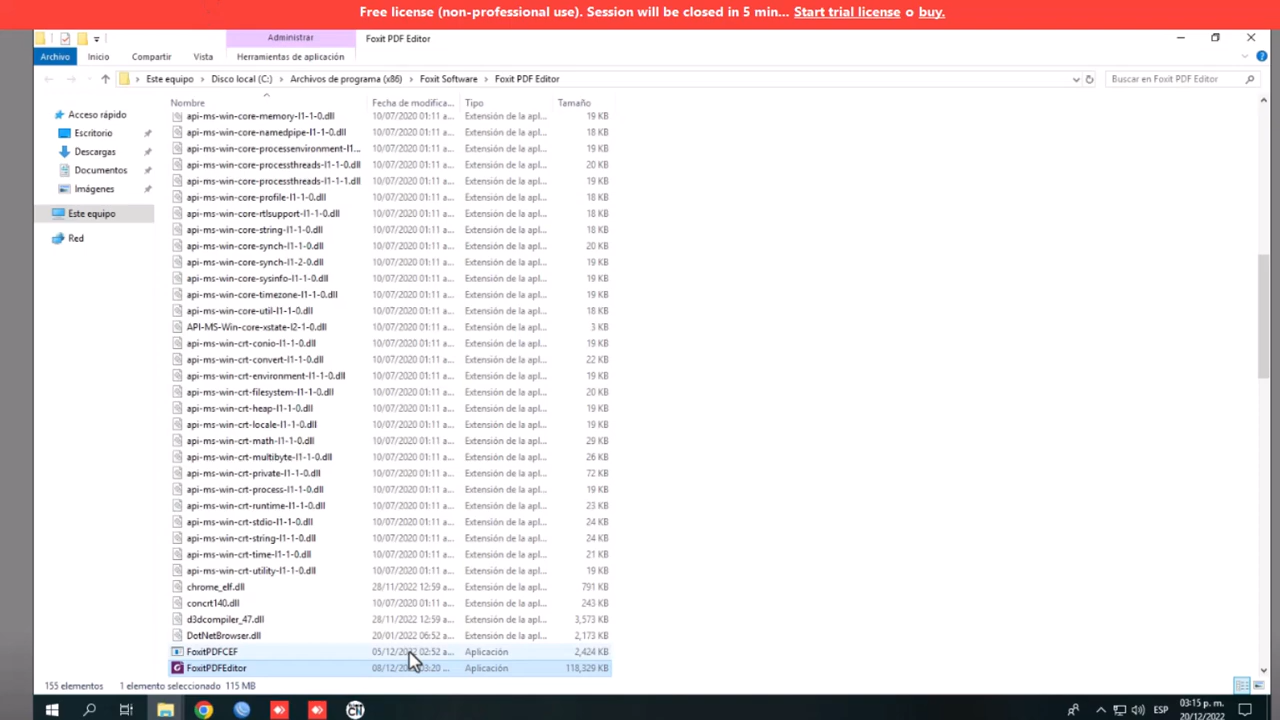 Free license (non-professional use). Session will be closed in 5 min... Start trial license o buy.
Administrar
Foxit PDF Editor
Archivo Inicio Compartir Vista Herramientas de aplicación
Este equipo > Disco local (C:) > Archivos de programa (x86) > Foxit Software > Foxit PDF Editor
Buscar en Foxit PDF Editor
Nombre Fecha de modifica... Tipo Tamaño
Acceso rápido
Escritorio
Descargas
Documentos
Imágenes
Este equipo
Red
api-ms-win-core-memory-l1-1-0.dll 10/07/2020 01:11 a... Extensión de la apl... 19 KB
api-ms-win-core-namedpipe-l1-1-0.dll 10/07/2020 01:11 a... Extensión de la apl... 18 KB
api-ms-win-core-processenvironment-l1... 10/07/2020 01:11 a... Extensión de la apl... 19 KB
api-ms-win-core-processthreads-l1-1-0.dll 10/07/2020 01:11 a... Extensión de la apl... 20 KB
api-ms-win-core-processthreads-l1-1-1.dll 10/07/2020 01:11 a... Extensión de la apl... 19 KB
api-ms-win-core-profile-l1-1-0.dll 10/07/2020 01:11 a... Extensión de la apl... 18 KB
api-ms-win-core-rtlsupport-l1-1-0.dll 10/07/2020 01:11 a... Extensión de la apl... 18 KB
api-ms-win-core-string-l1-1-0.dll 10/07/2020 01:11 a... Extensión de la apl... 18 KB
api-ms-win-core-synch-l1-1-0.dll 10/07/2020 01:11 a... Extensión de la apl... 20 KB
api-ms-win-core-synch-l1-2-0.dll 10/07/2020 01:11 a... Extensión de la apl... 19 KB
api-ms-win-core-sysinfo-l1-1-0.dll 10/07/2020 01:11 a... Extensión de la apl... 19 KB
api-ms-win-core-timezone-l1-1-0.dll 10/07/2020 01:11 a... Extensión de la apl... 19 KB
api-ms-win-core-util-l1-1-0.dll 10/07/2020 01:11 a... Extensión de la apl... 18 KB
API-MS-Win-core-xstate-l2-1-0.dll 10/07/2020 01:11 a... Extensión de la apl... 3 KB
api-ms-win-crt-conio-l1-1-0.dll 10/07/2020 01:11 a... Extensión de la apl... 19 KB
api-ms-win-crt-convert-l1-1-0.dll 10/07/2020 01:11 a... Extensión de la apl... 22 KB
api-ms-win-crt-environment-l1-1-0.dll 10/07/2020 01:11 a... Extensión de la apl... 19 KB
api-ms-win-crt-filesystem-l1-1-0.dll 10/07/2020 01:11 a... Extensión de la apl... 20 KB
api-ms-win-crt-heap-l1-1-0.dll 10/07/2020 01:11 a... Extensión de la apl... 19 KB
api-ms-win-crt-locale-l1-1-0.dll 10/07/2020 01:11 a... Extensión de la apl... 19 KB
api-ms-win-crt-math-l1-1-0.dll 10/07/2020 01:11 a... Extensión de la apl... 29 KB
api-ms-win-crt-multibyte-l1-1-0.dll 10/07/2020 01:11 a... Extensión de la apl... 26 KB
api-ms-win-crt-private-l1-1-0.dll 10/07/2020 01:11 a... Extensión de la apl... 72 KB
api-ms-win-crt-process-l1-1-0.dll 10/07/2020 01:11 a... Extensión de la apl... 19 KB
api-ms-win-crt-runtime-l1-1-0.dll 10/07/2020 01:11 a... Extensión de la apl... 23 KB
api-ms-win-crt-stdio-l1-1-0.dll 10/07/2020 01:11 a... Extensión de la apl... 24 KB
api-ms-win-crt-string-l1-1-0.dll 10/07/2020 01:11 a... Extensión de la apl... 24 KB
api-ms-win-crt-time-l1-1-0.dll 10/07/2020 01:11 a... Extensión de la apl... 21 KB
api-ms-win-crt-utility-l1-1-0.dll 10/07/2020 01:11 a... Extensión de la apl... 19 KB
chrome_elf.dll 28/11/2022 12:59 a... Extensión de la apl... 791 KB
concrt140.dll 10/07/2020 01:11 a... Extensión de la apl... 243 KB
d3dcompiler_47.dll 28/11/2022 12:59 a... Extensión de la apl... 3,573 KB
DotNetBrowser.dll 20/01/2022 06:52 a... Extensión de la apl... 2,173 KB
FoxitPDFCEF 05/12/2022 02:52 a... Aplicación 2,424 KB
FoxitPDFEditor 08/12/ 03:20 ... Aplicación 118,329 KB
155 elementos 1 elemento seleccionado 115 MB
ESP
03:15 p. m.
20/12/2022